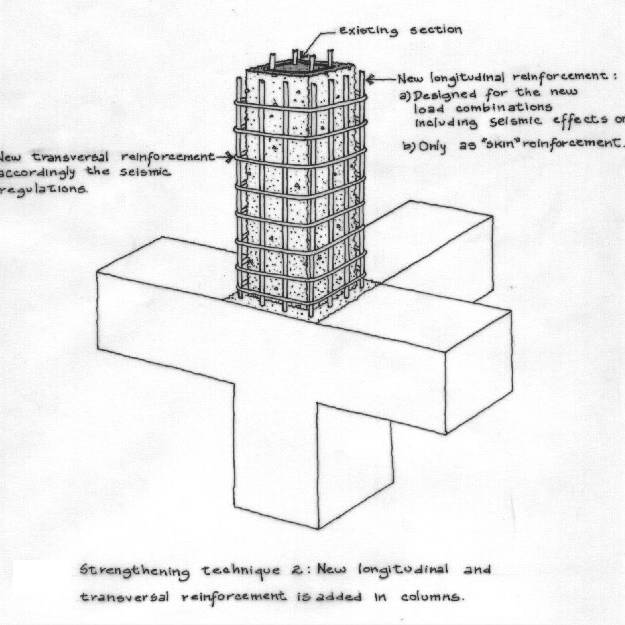 existing section
New longitudinal reinforcement:
a) Designed for the new
load combinations
including seismic effects or
b) Only as "skin" reinforcement.
New transversal reinforcement
accordingly the seismic
regulations.
Strengthening technique 2: New longitudinal and
transversal reinforcement is added in columns.